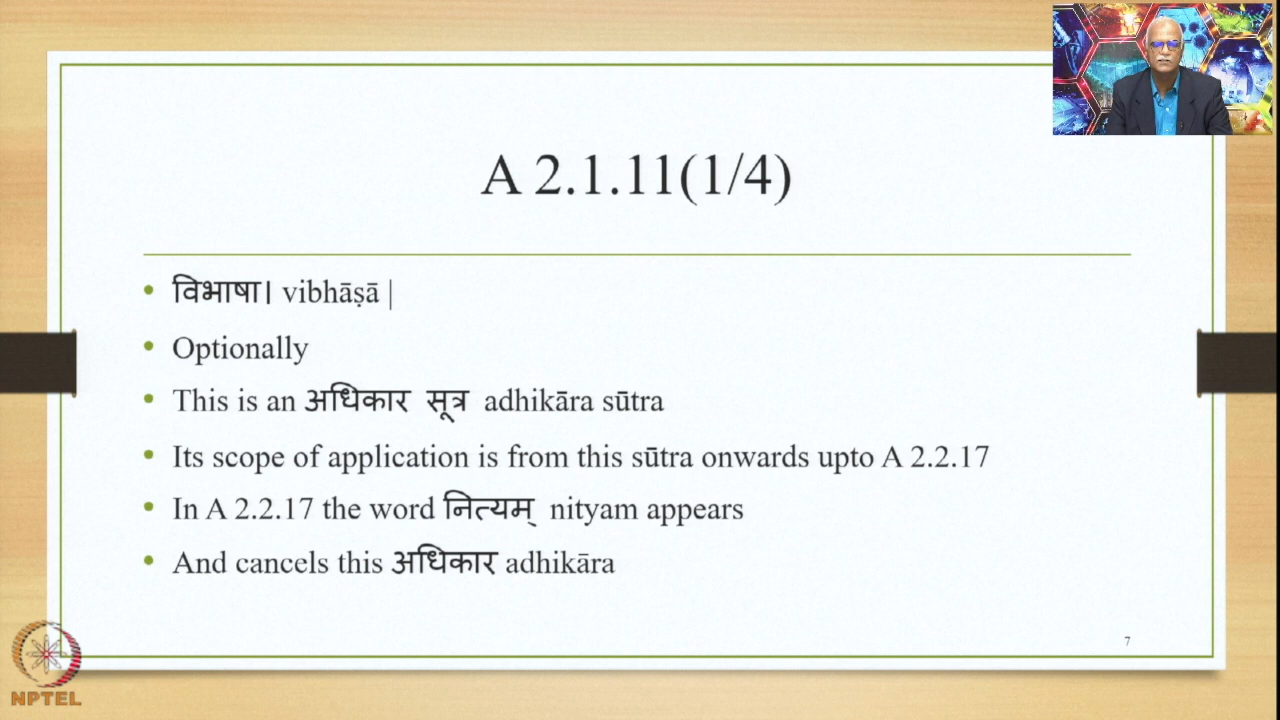 A 2.1.11(1/4)
विभाषा। vibhāṣā |
Optionally
This is an अधिकार सूत्र adhikāra sūtra
Its scope of application is from this sūtra onwards upto A 2.2.17
In A 2.2.17 the word नित्यम् nityam appears
And cancels this अधिकार adhikāra
7
NPTEL